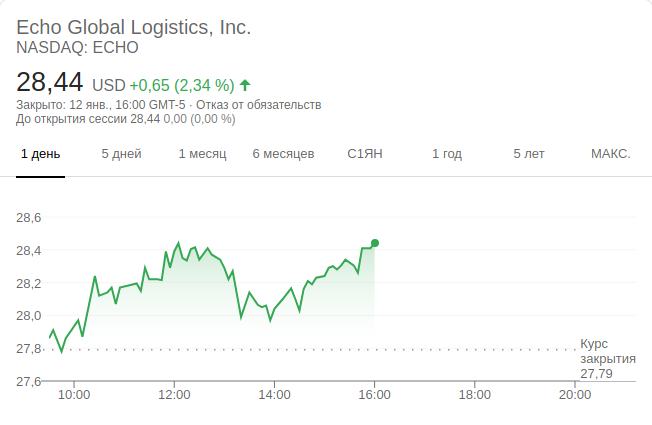 Echo Global Logistics, Inc.
NASDAQ: ECHO
28,44 USD +0,65 (2,34 %)
Закрыто: 12 янв., 16:00 GMT-5 · Отказ от обязательств
До открытия сессии 28,44 0,00 (0,00 %)
1 день 5 дней 1 месяц 6 месяцев С1ЯН 1 год 5 лет МАКС.
28,6
28,4
28,2
28,0
27,8
27,6
Курс
закрытия
27,79
10:00 12:00 14:00 16:00 18:00 20:00